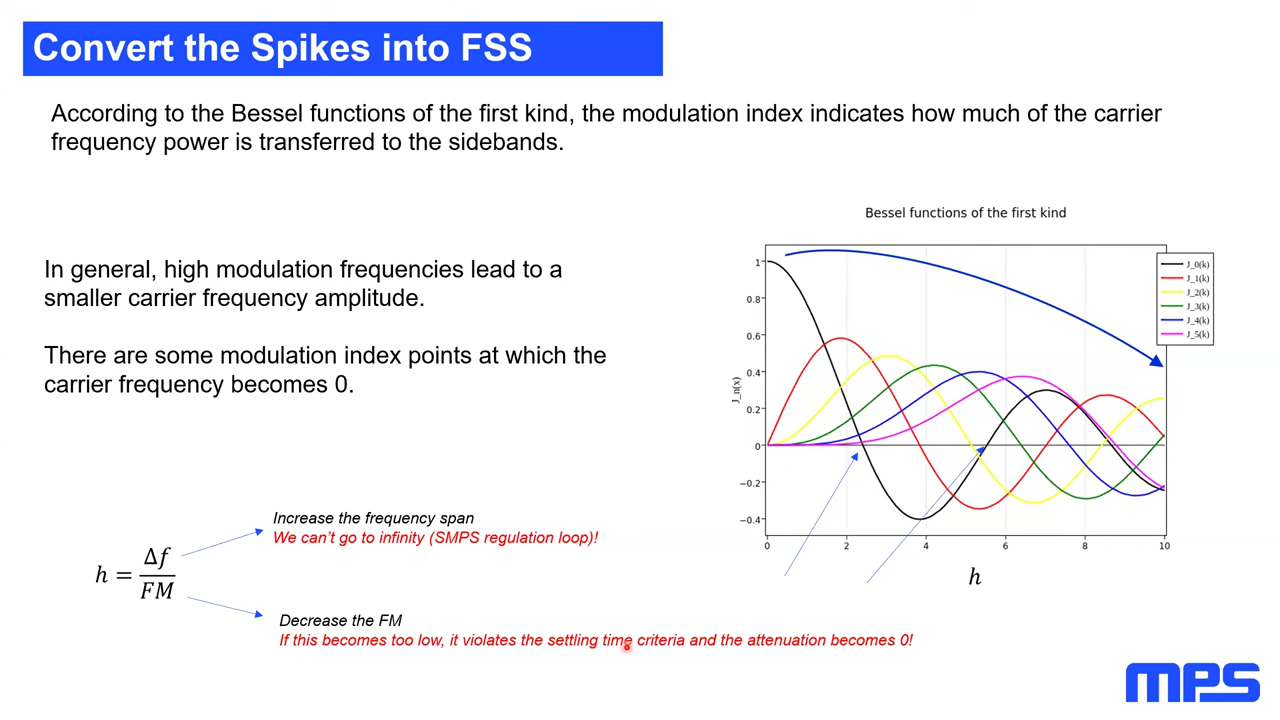 Convert the Spikes into FSS
According to the Bessel functions of the first kind, the modulation index indicates how much of the carrier
frequency power is transferred to the sidebands.
In general, high modulation frequencies lead to a
smaller carrier frequency amplitude.
There are some modulation index points at which the
carrier frequency becomes 0.
Increase the frequency span
We can't go to infinity (SMPS regulation loop)!
h = Δf / FM
Decrease the FM
If this becomes too low, it violates the settling time criteria and the attenuation becomes 0!
Bessel functions of the first kind
J_0(k)
J_1(k)
J_2(k)
J_3(k)
J_4(k)
J_5(k)
J_n(x)
1
0.8
0.6
0.4
0.2
0
−0.2
−0.4
0 2 4 6 8 10
h
MPS